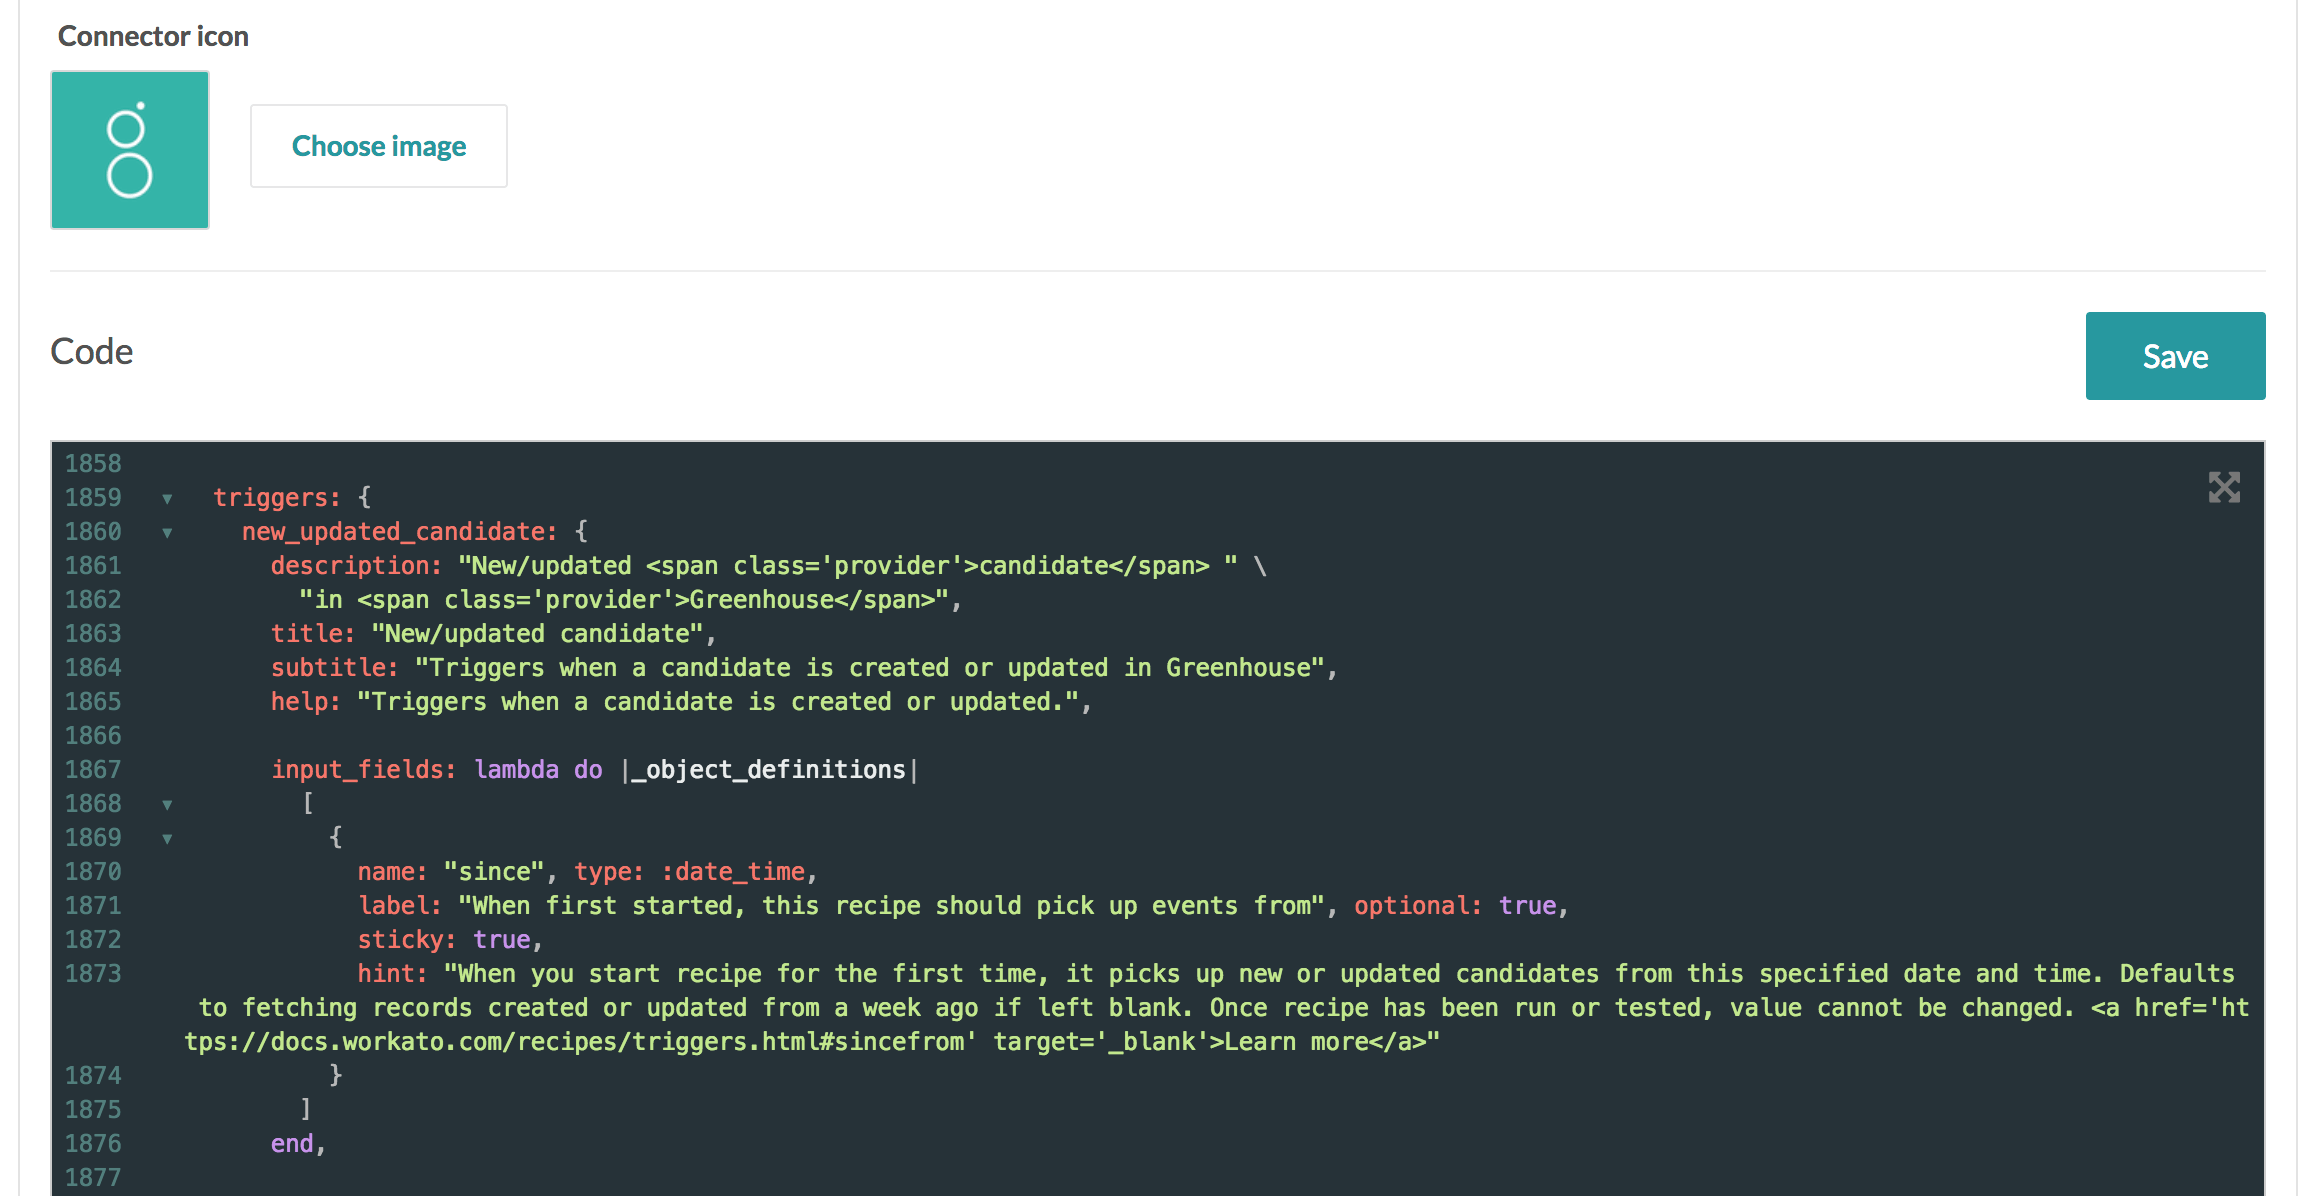 Connector icon
Choose image
Code
Save
1858
1859 triggers: {
1860 new_updated_candidate: {
1861 description: "New/updated <span class='provider'>candidate</span> " \
1862 "in <span class='provider'>Greenhouse</span>",
1863 title: "New/updated candidate",
1864 subtitle: "Triggers when a candidate is created or updated in Greenhouse",
1865 help: "Triggers when a candidate is created or updated.",
1866
1867 input_fields: lambda do |_object_definitions|
1868 [
1869 {
1870 name: "since", type: :date_time,
1871 label: "When first started, this recipe should pick up events from", optional: true,
1872 sticky: true,
1873 hint: "When you start recipe for the first time, it picks up new or updated candidates from this specified date and time. Defaults
to fetching records created or updated from a week ago if left blank. Once recipe has been run or tested, value cannot be changed. <a href='ht
tps://docs.workato.com/recipes/triggers.html#sincefrom' target='_blank'>Learn more</a>"
1874 }
1875 ]
1876 end,
1877